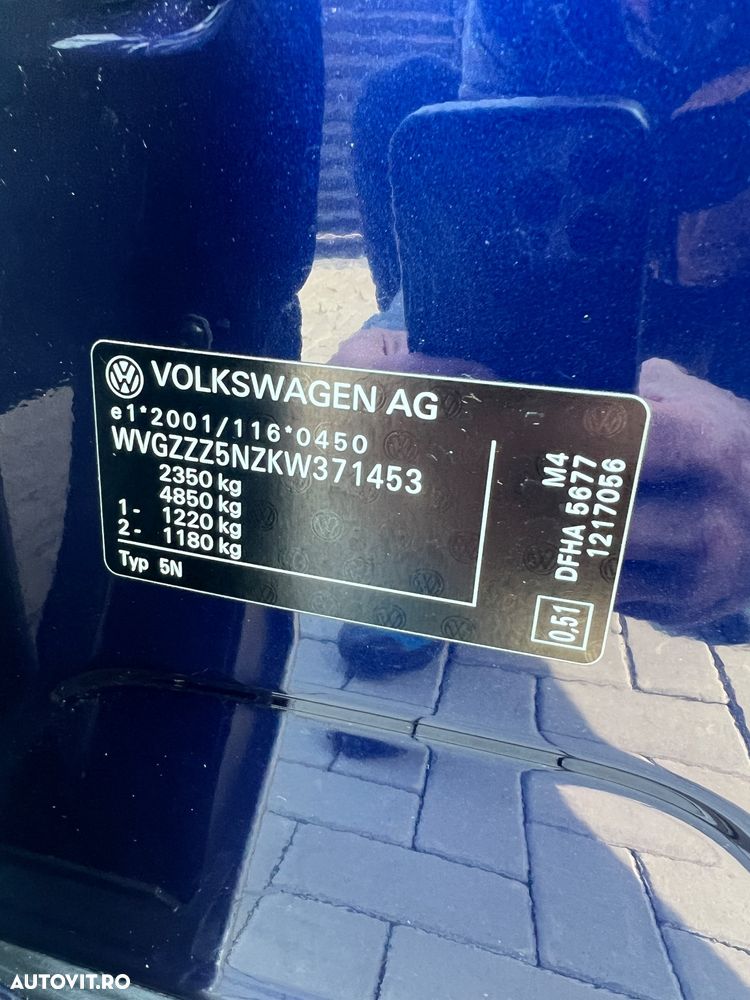 VOLKSWAGEN AG
e1*2001/116*0450
WVGZZZ5NZKW371453
2350 kg
4850 kg
1- 1220 kg
2- 1180 kg
Typ 5N
M4
DFHA 5677
1217056
0,51
AUTOVIT.RO